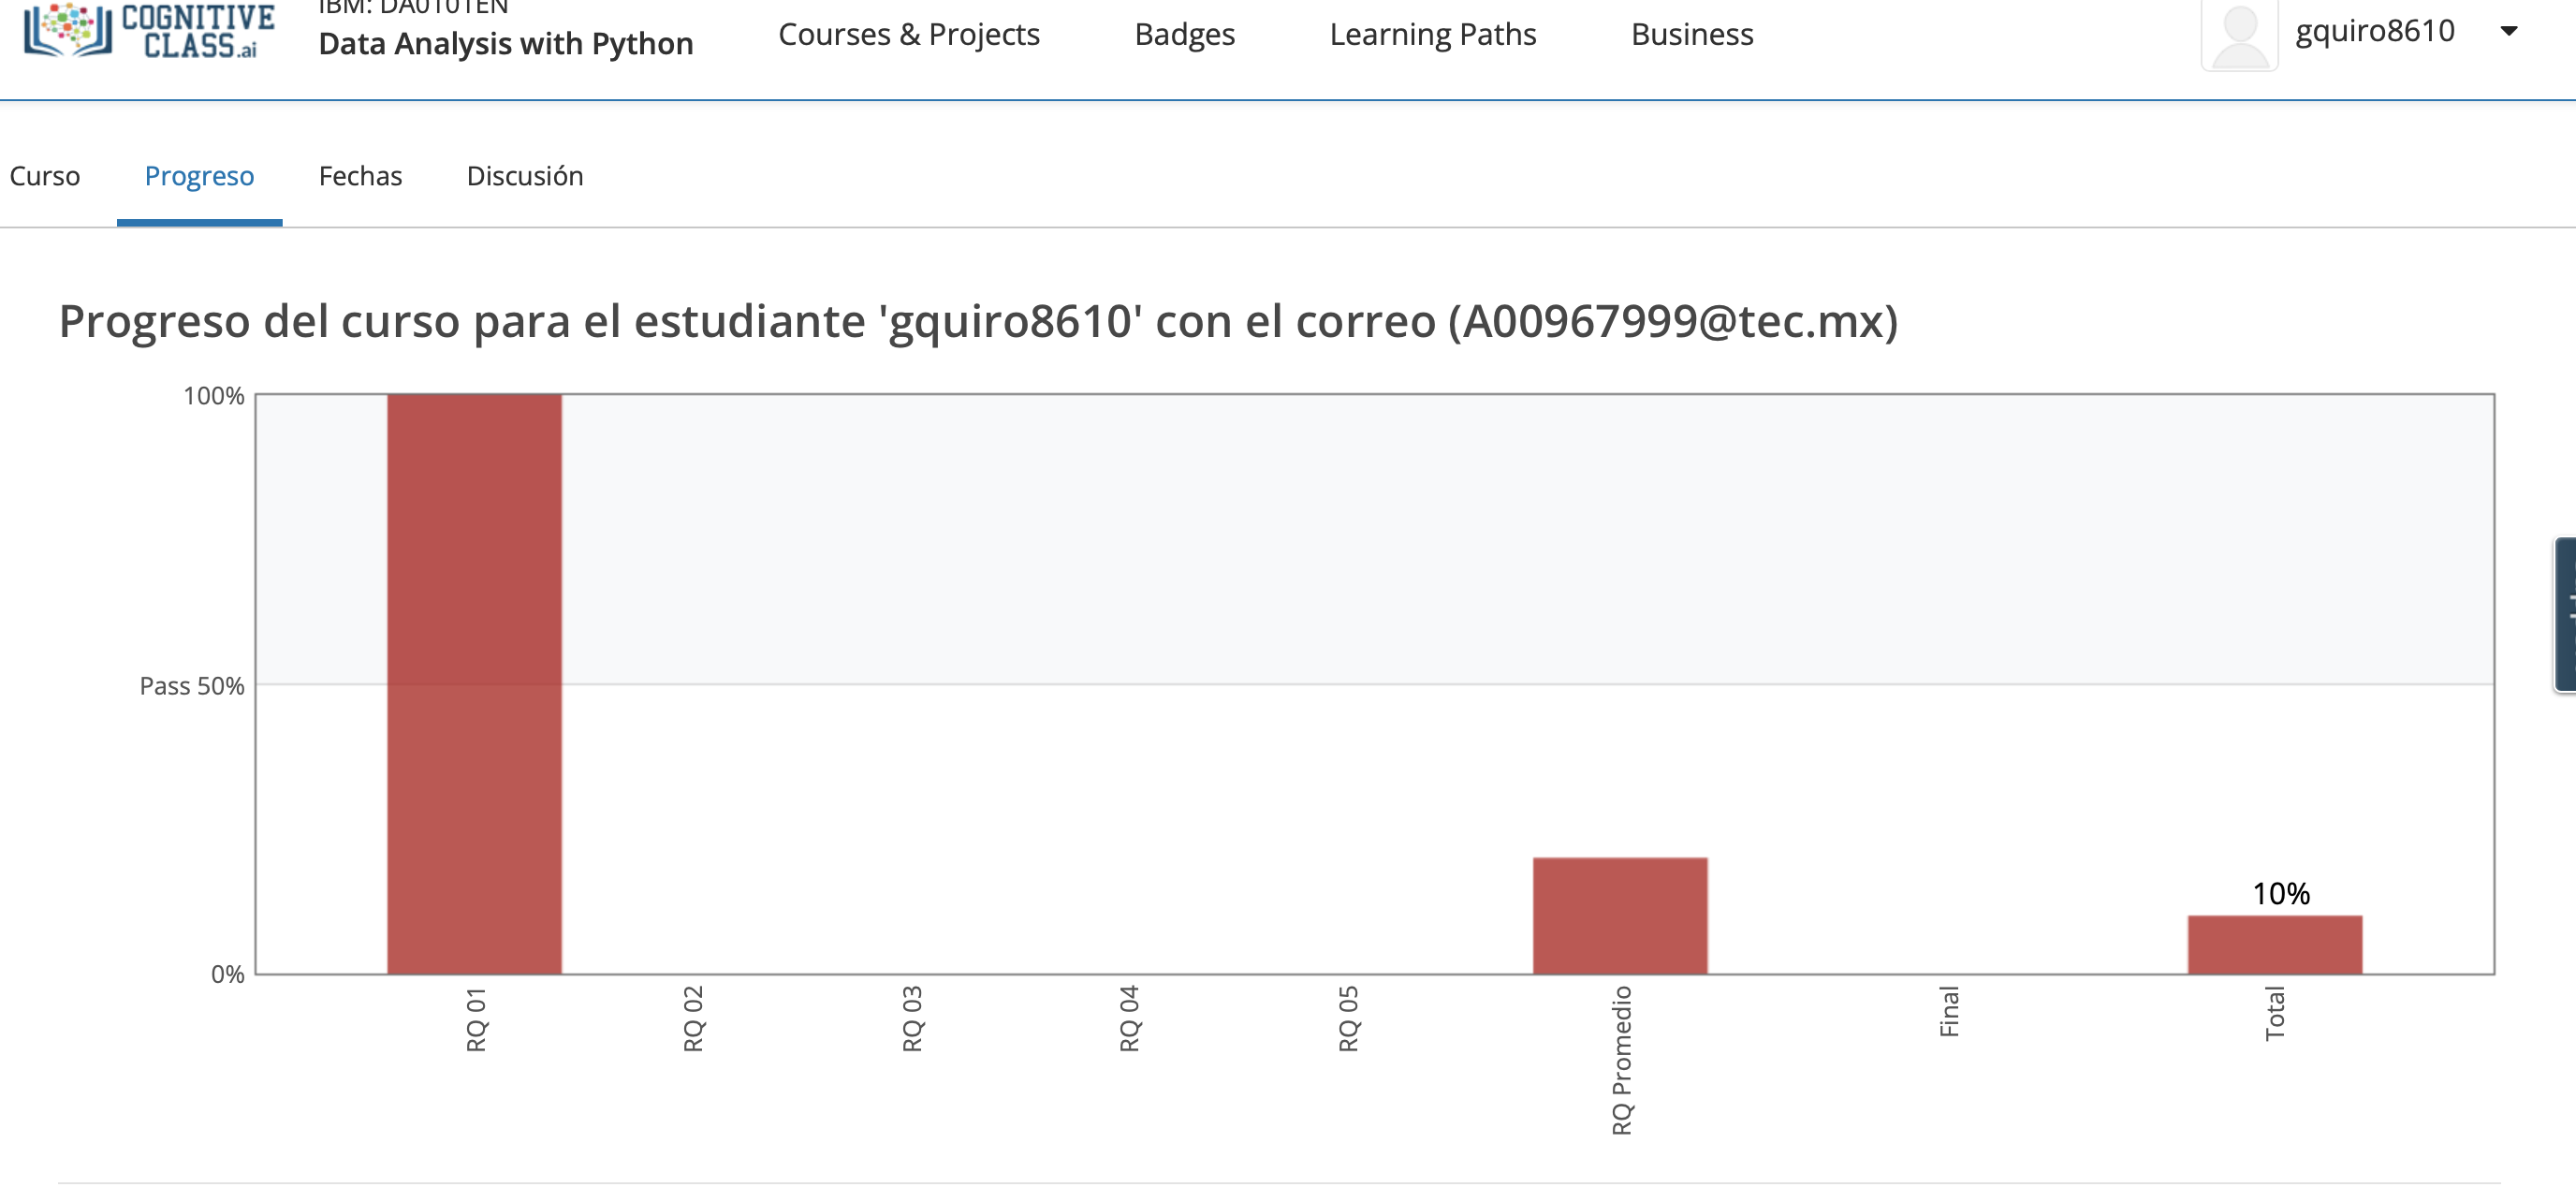 COGNITIVE
CLASS.ai
IBM: DA0101EN
Data Analysis with Python
Courses & Projects
Badges
Learning Paths
Business
gquiro8610
Curso
Progreso
Fechas
Discusión
Progreso del curso para el estudiante 'gquiro8610' con el correo (A00967999@tec.mx)
100%
Pass 50%
0%
10%
RQ 01
RQ 02
RQ 03
RQ 04
RQ 05
RQ Promedio
Final
Total